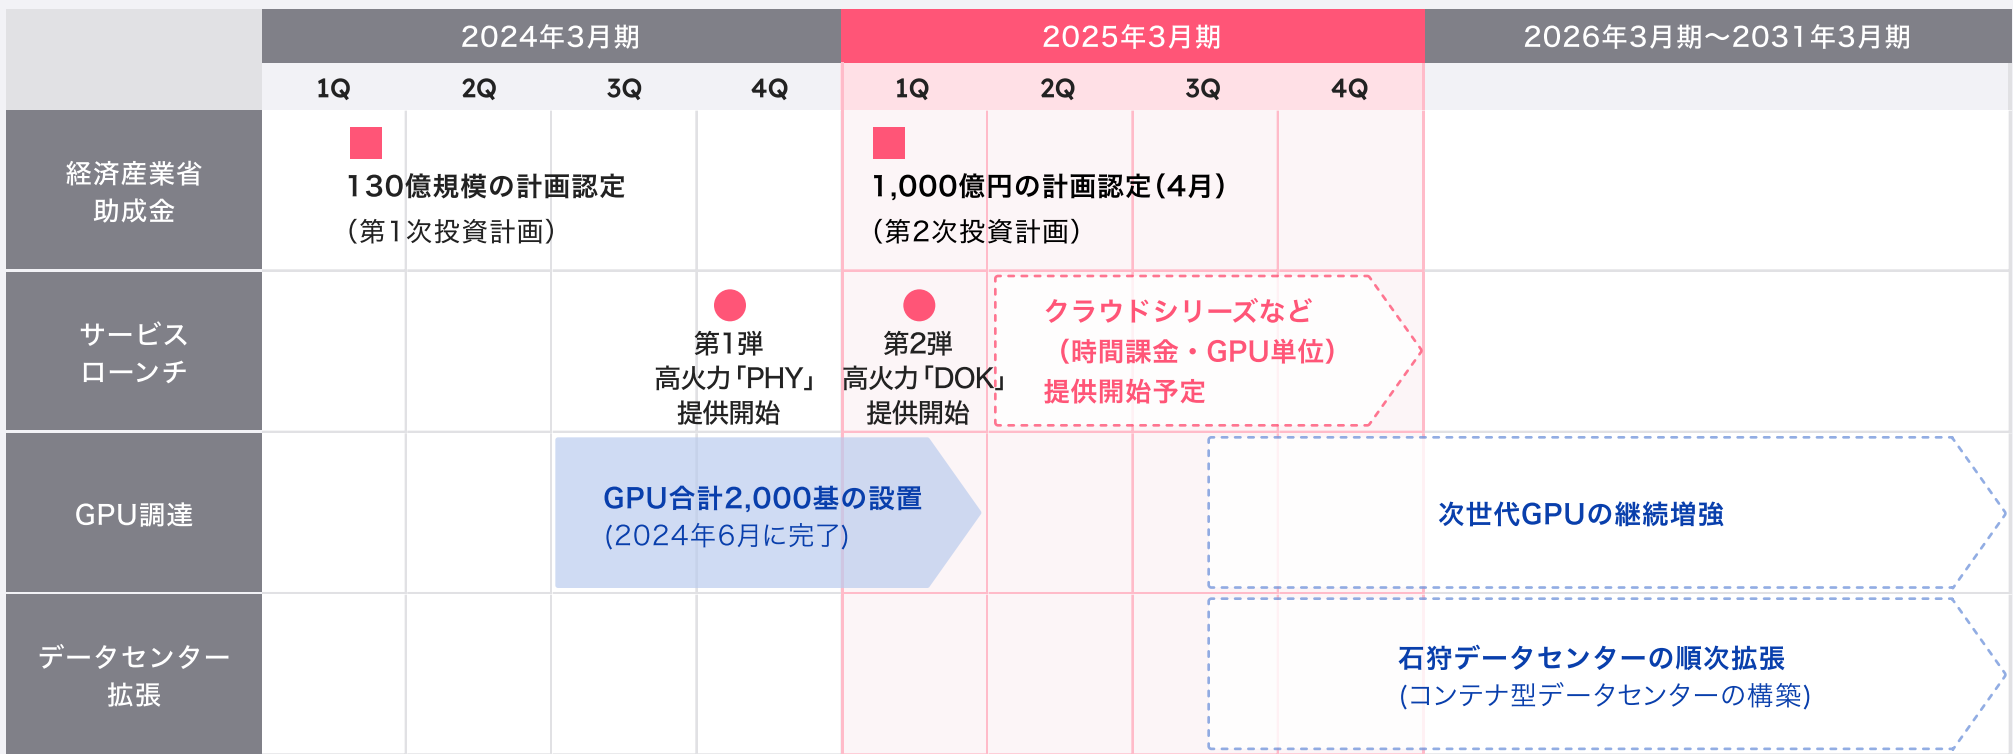 2024年3月期
2025年3月期
2026年3月期～2031年3月期
1Q
2Q
3Q
4Q
1Q
2Q
3Q
4Q
経済産業省
助成金
130億規模の計画認定
（第1次投資計画）
1,000億円の計画認定（4月）
（第2次投資計画）
サービス
ローンチ
第1弾
高火力「PHY」
提供開始
第2弾
高火力「DOK」
提供開始
クラウドシリーズなど
（時間課金・GPU単位）
提供開始予定
GPU調達
GPU合計2,000基の設置
(2024年6月に完了)
次世代GPUの継続増強
データセンター
拡張
石狩データセンターの順次拡張
(コンテナ型データセンターの構築)